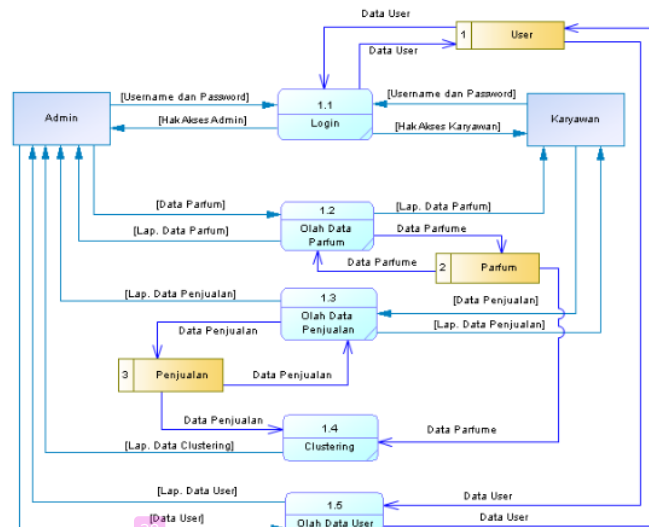 Data User
1 User
Data User
[Username dan Password]
[Username dan Password]
1.1
Admin
Karyawan
Login
[Hak Akses Admin]
[Hak Akses Karyawan]
[Data Parfum]
1.2
[Lap. Data Parfum]
Olah Data
Parfum
[Lap. Data Parfum]
Data Parfume
Data Parfume
2 Parfum
[Lap. Data Penjualan]
1.3
[Data Penjualan]
Olah Data
Penjualan
Data Penjualan
[Lap. Data Penjualan]
3 Penjualan
Data Penjualan
Data Penjualan
1.4
Data Parfume
[Lap. Data Clustering]
Clustering
[Lap. Data User]
1.5
Data User
[Data User]
Olah Data User
Data User